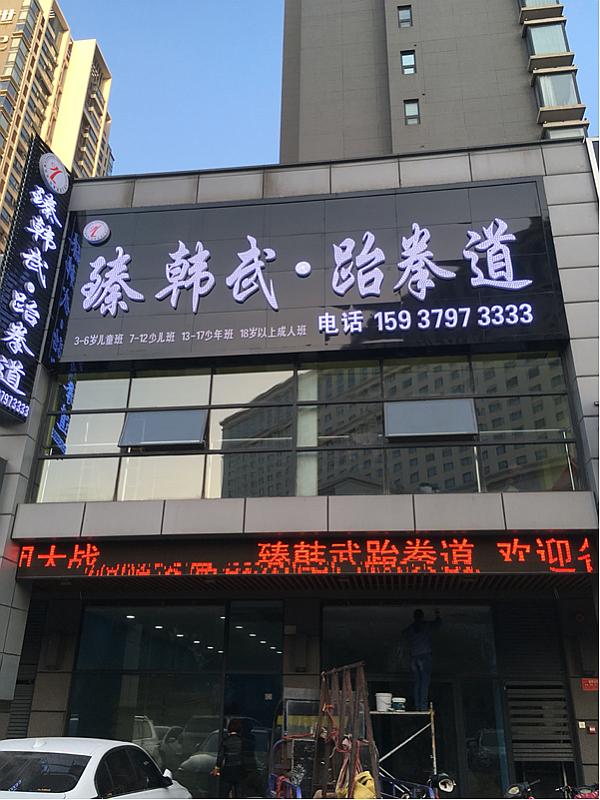 臻韩武·跆拳道
3-6岁儿童班 7-12少儿班 13-17少年班 18岁以上成人班
电话 159 3797 3333
臻韩武·跆拳道
37973333
大战 臻韩武跆拳道 欢迎